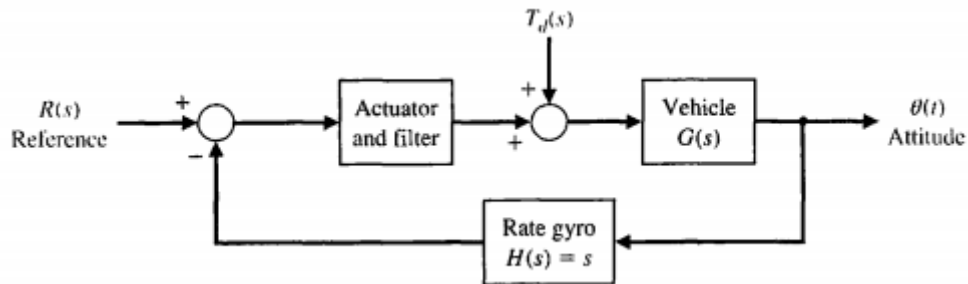 T_d(s)
R(s)
Reference
+
−
Actuator
and filter
+
+
Vehicle
G(s)
θ(t)
Attitude
Rate gyro
H(s) = s